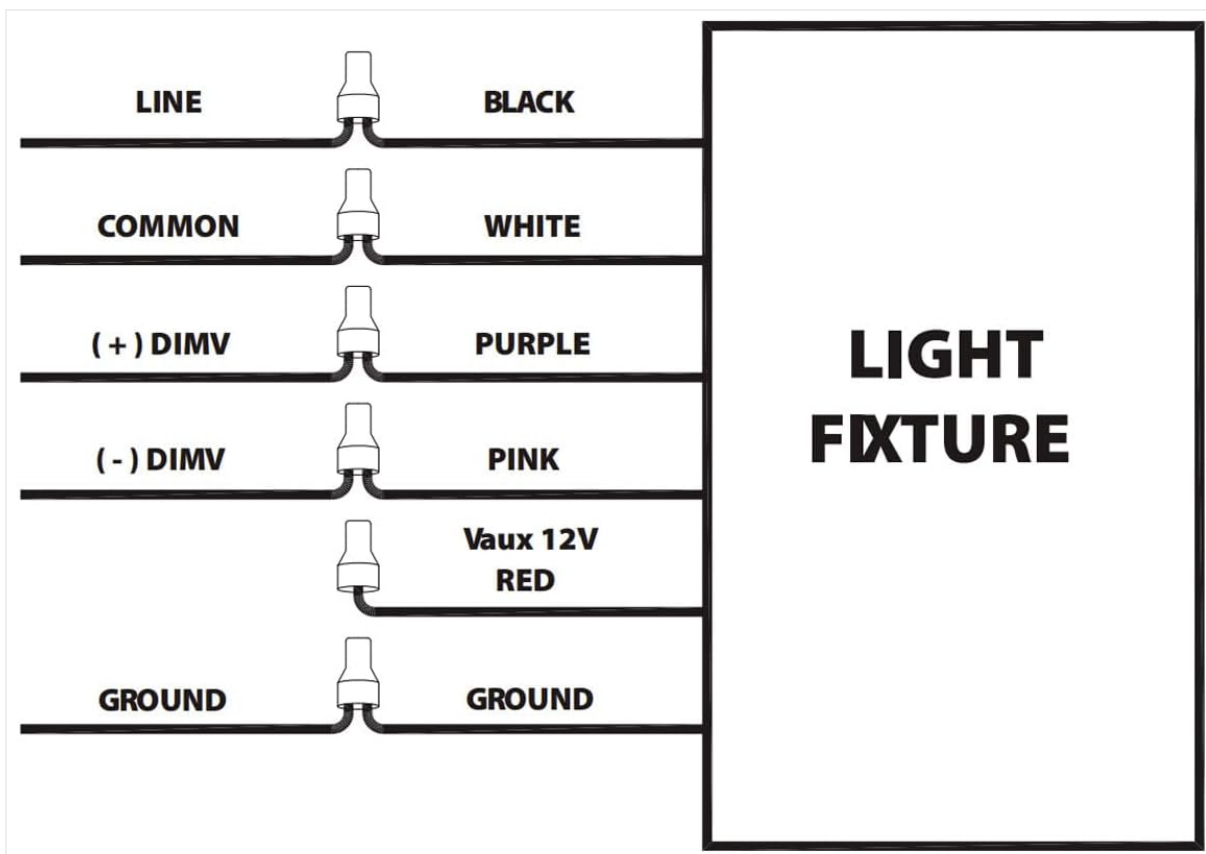 LINE BLACK
COMMON WHITE
( + ) DIMV PURPLE
( - ) DIMV PINK
Vaux 12V
RED
GROUND GROUND
LIGHT
FIXTURE